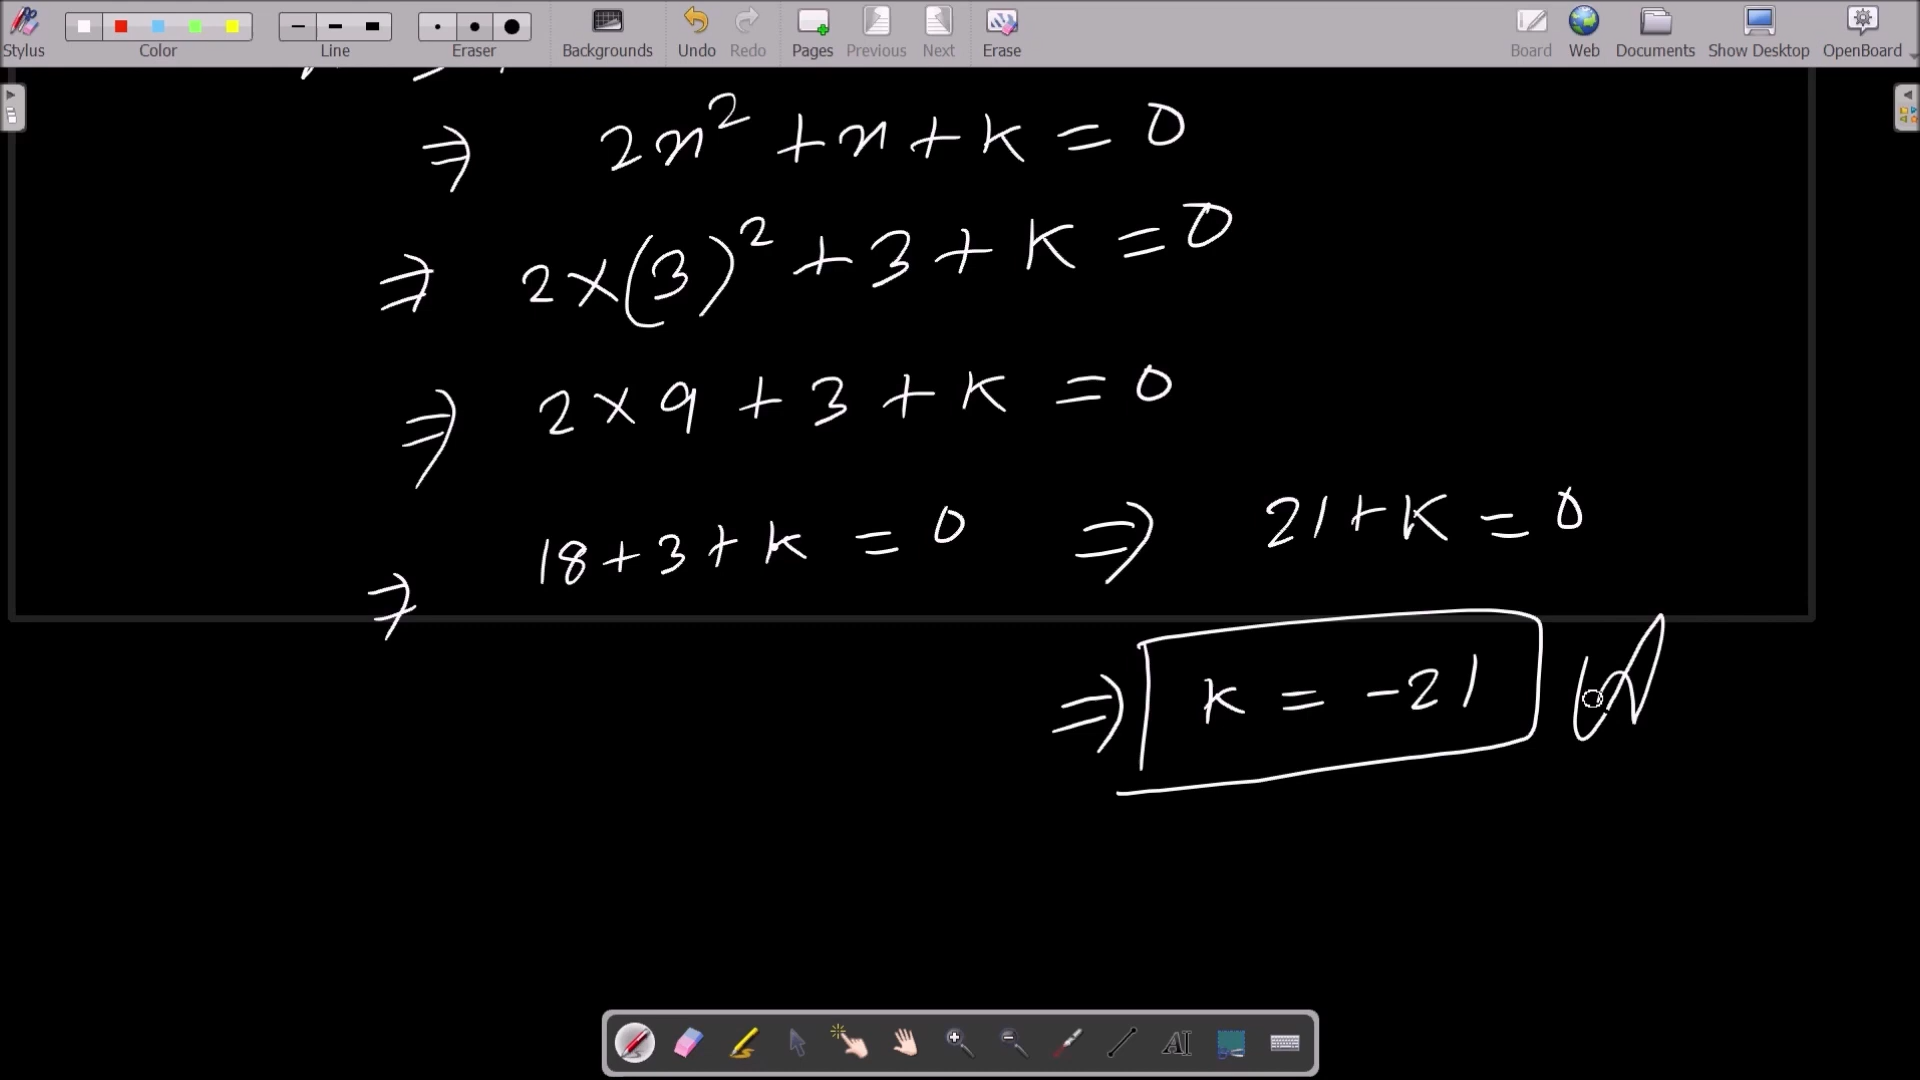 Stylus Color Line Eraser Backgrounds Undo Redo Pages Previous Next Erase Board Web Documents Show Desktop OpenBoard
⇒ 2x² + x + k = 0
⇒ 2×(3)² + 3 + K = 0
⇒ 2 × 9 + 3 + K = 0
⇒ 18 + 3 + k = 0 ⇒ 21 + K = 0
⇒ k = -21
AI